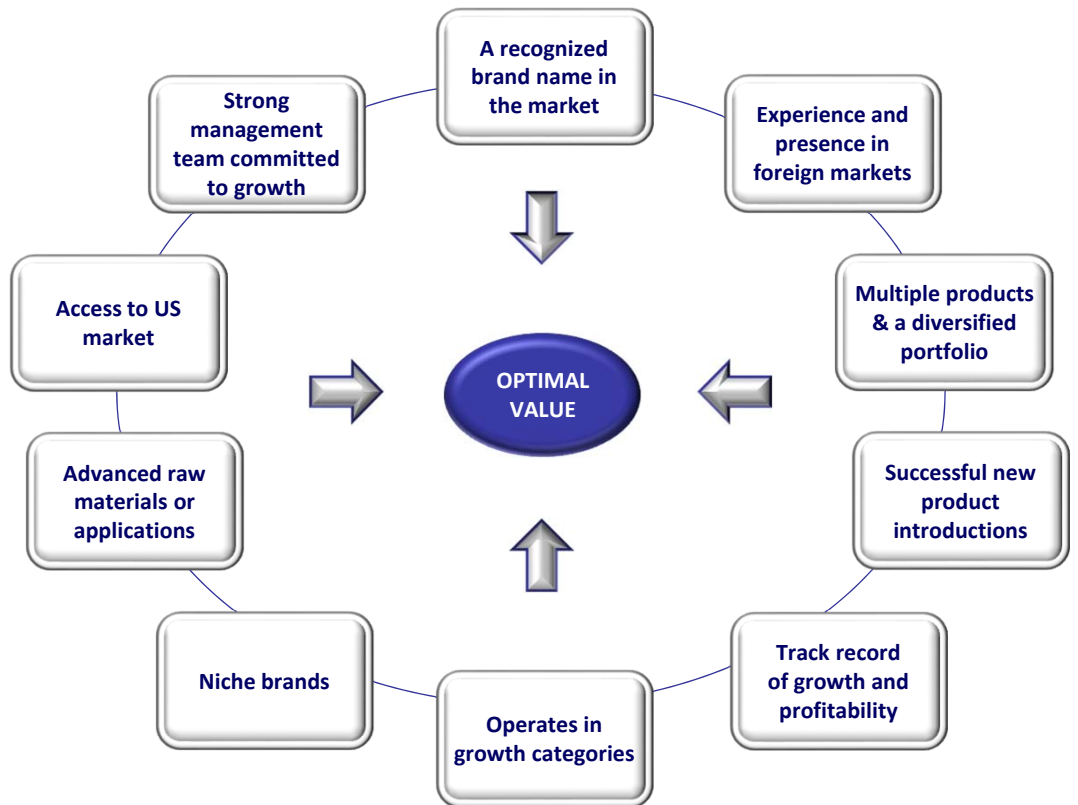 A recognized
brand name in
the market
Experience and
presence in
foreign markets
Multiple products
& a diversified
portfolio
Successful new
product
introductions
Track record
of growth and
profitability
Operates in
growth categories
Niche brands
Advanced raw
materials or
applications
Access to US
market
Strong
management
team committed
to growth
OPTIMAL
VALUE